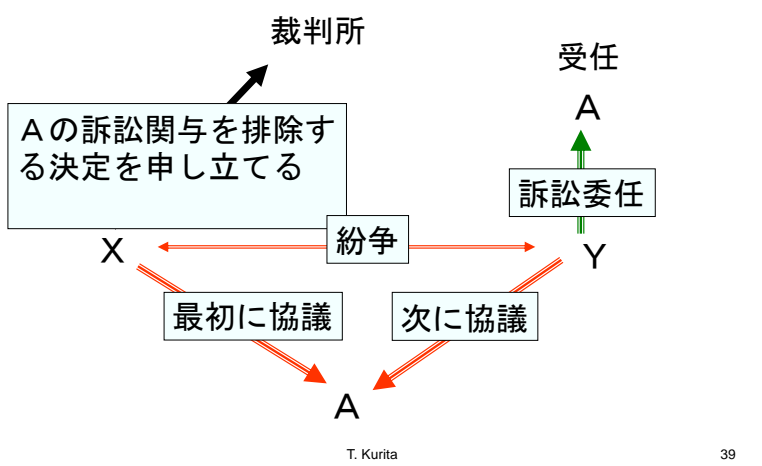 裁判所
受任
A
Aの訴訟関与を排除す
る決定を申し立てる
訴訟委任
X
紛争
Y
最初に協議
次に協議
A
T. Kurita
39